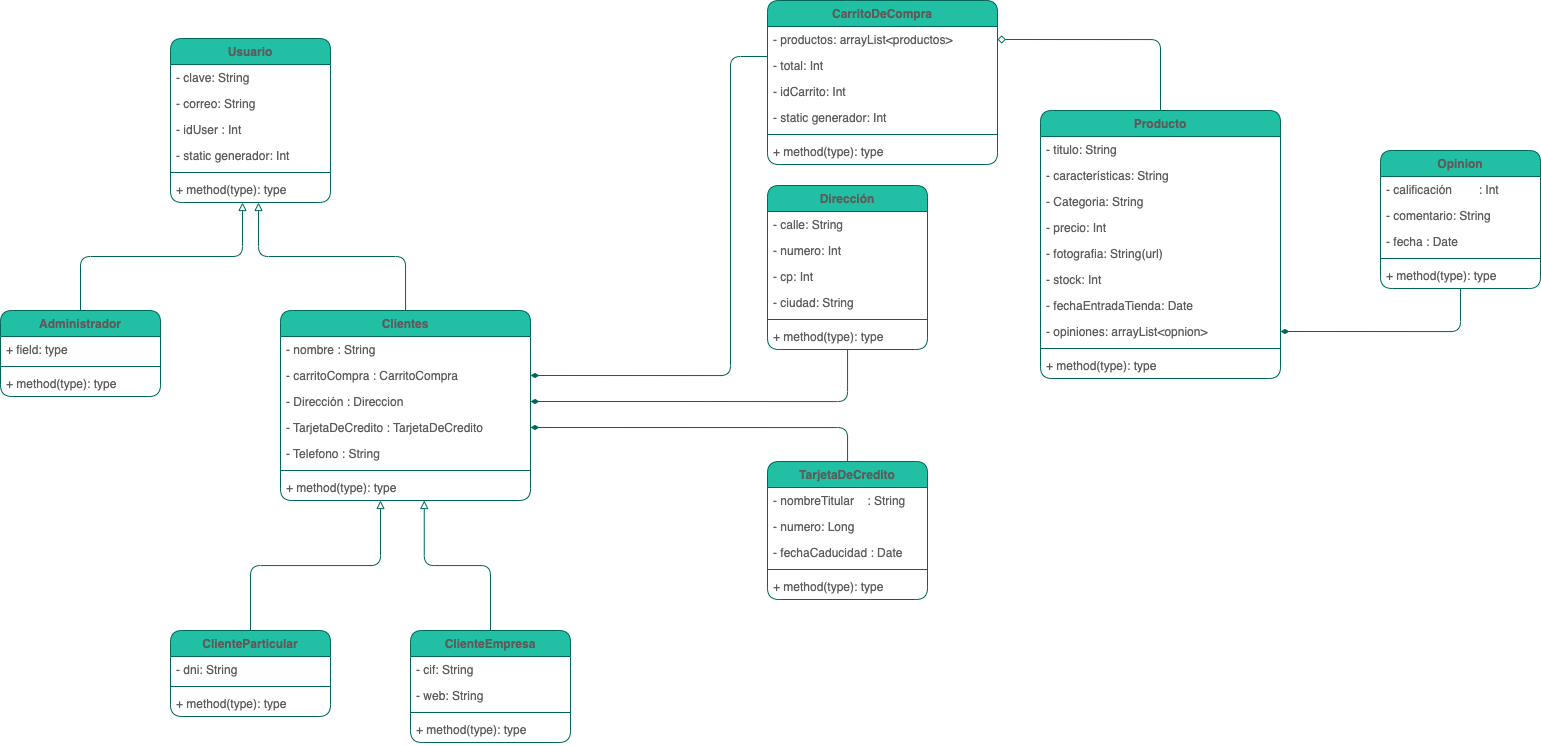 Usuario
- clave: String
- correo: String
- idUser : Int
- static generador: Int
+ method(type): type
Administrador
+ field: type
+ method(type): type
Clientes
- nombre : String
- carritoCompra : CarritoCompra
- Dirección : Direccion
- TarjetaDeCredito : TarjetaDeCredito
- Telefono : String
+ method(type): type
ClienteParticular
- dni: String
+ method(type): type
ClienteEmpresa
- cif: String
- web: String
+ method(type): type
CarritoDeCompra
- productos: arrayList<productos>
- total: Int
- idCarrito: Int
- static generador: Int
+ method(type): type
Dirección
- calle: String
- numero: Int
- cp: Int
- ciudad: String
+ method(type): type
TarjetaDeCredito
- nombreTitular : String
- numero: Long
- fechaCaducidad : Date
+ method(type): type
Producto
- titulo: String
- características: String
- Categoria: String
- precio: Int
- fotografia: String(url)
- stock: Int
- fechaEntradaTienda: Date
- opiniones: arrayList<opnion>
+ method(type): type
Opinion
- calificación : Int
- comentario: String
- fecha : Date
+ method(type): type